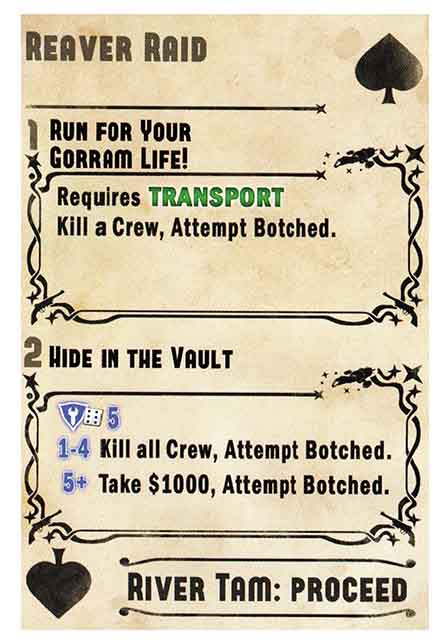 REAVER RAID
1 RUN FOR YOUR
GORRAM LIFE!
Requires TRANSPORT
Kill a Crew, Attempt Botched.
2 HIDE IN THE VAULT
5
1-4 Kill all Crew, Attempt Botched.
5+ Take $1000, Attempt Botched.
RIVER TAM: PROCEED